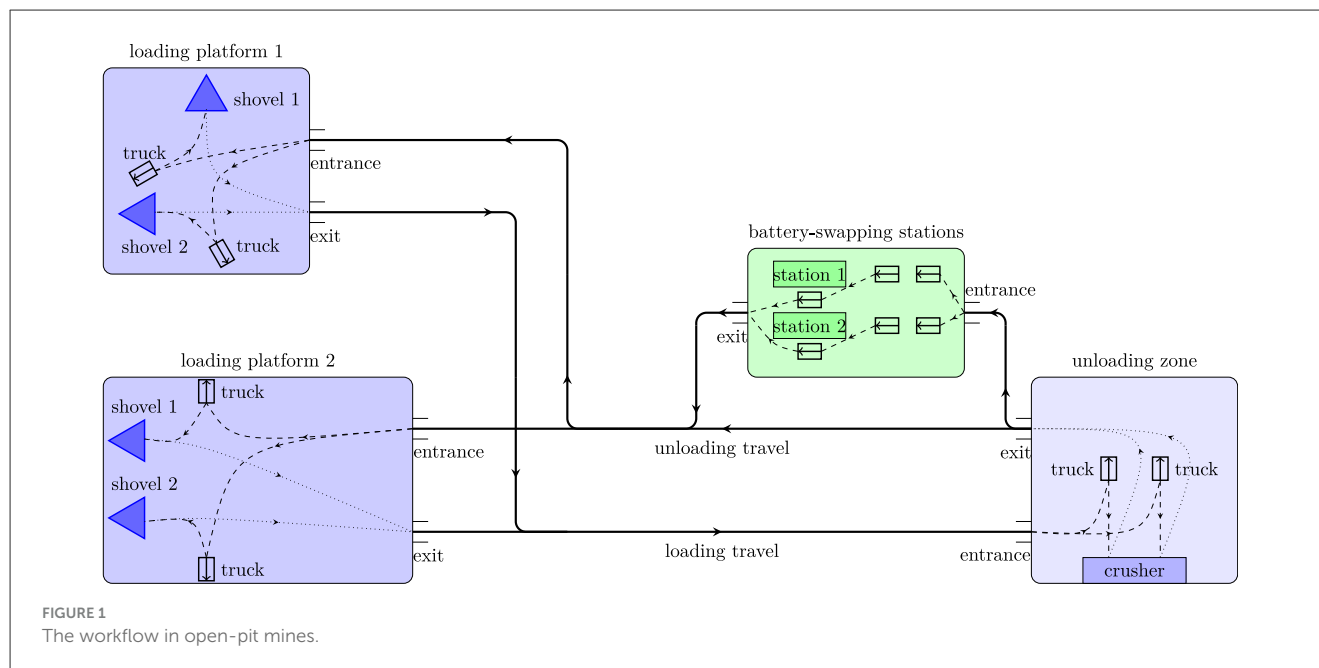 loading platform 1
shovel 1
truck
entrance
shovel 2
truck
exit
battery-swapping stations
station 1
entrance
station 2
exit
loading platform 2
unloading zone
truck
shovel 1
entrance
unloading travel
exit
shovel 2
truck
truck
exit
loading travel
entrance
truck
crusher
FIGURE 1
The workflow in open-pit mines.